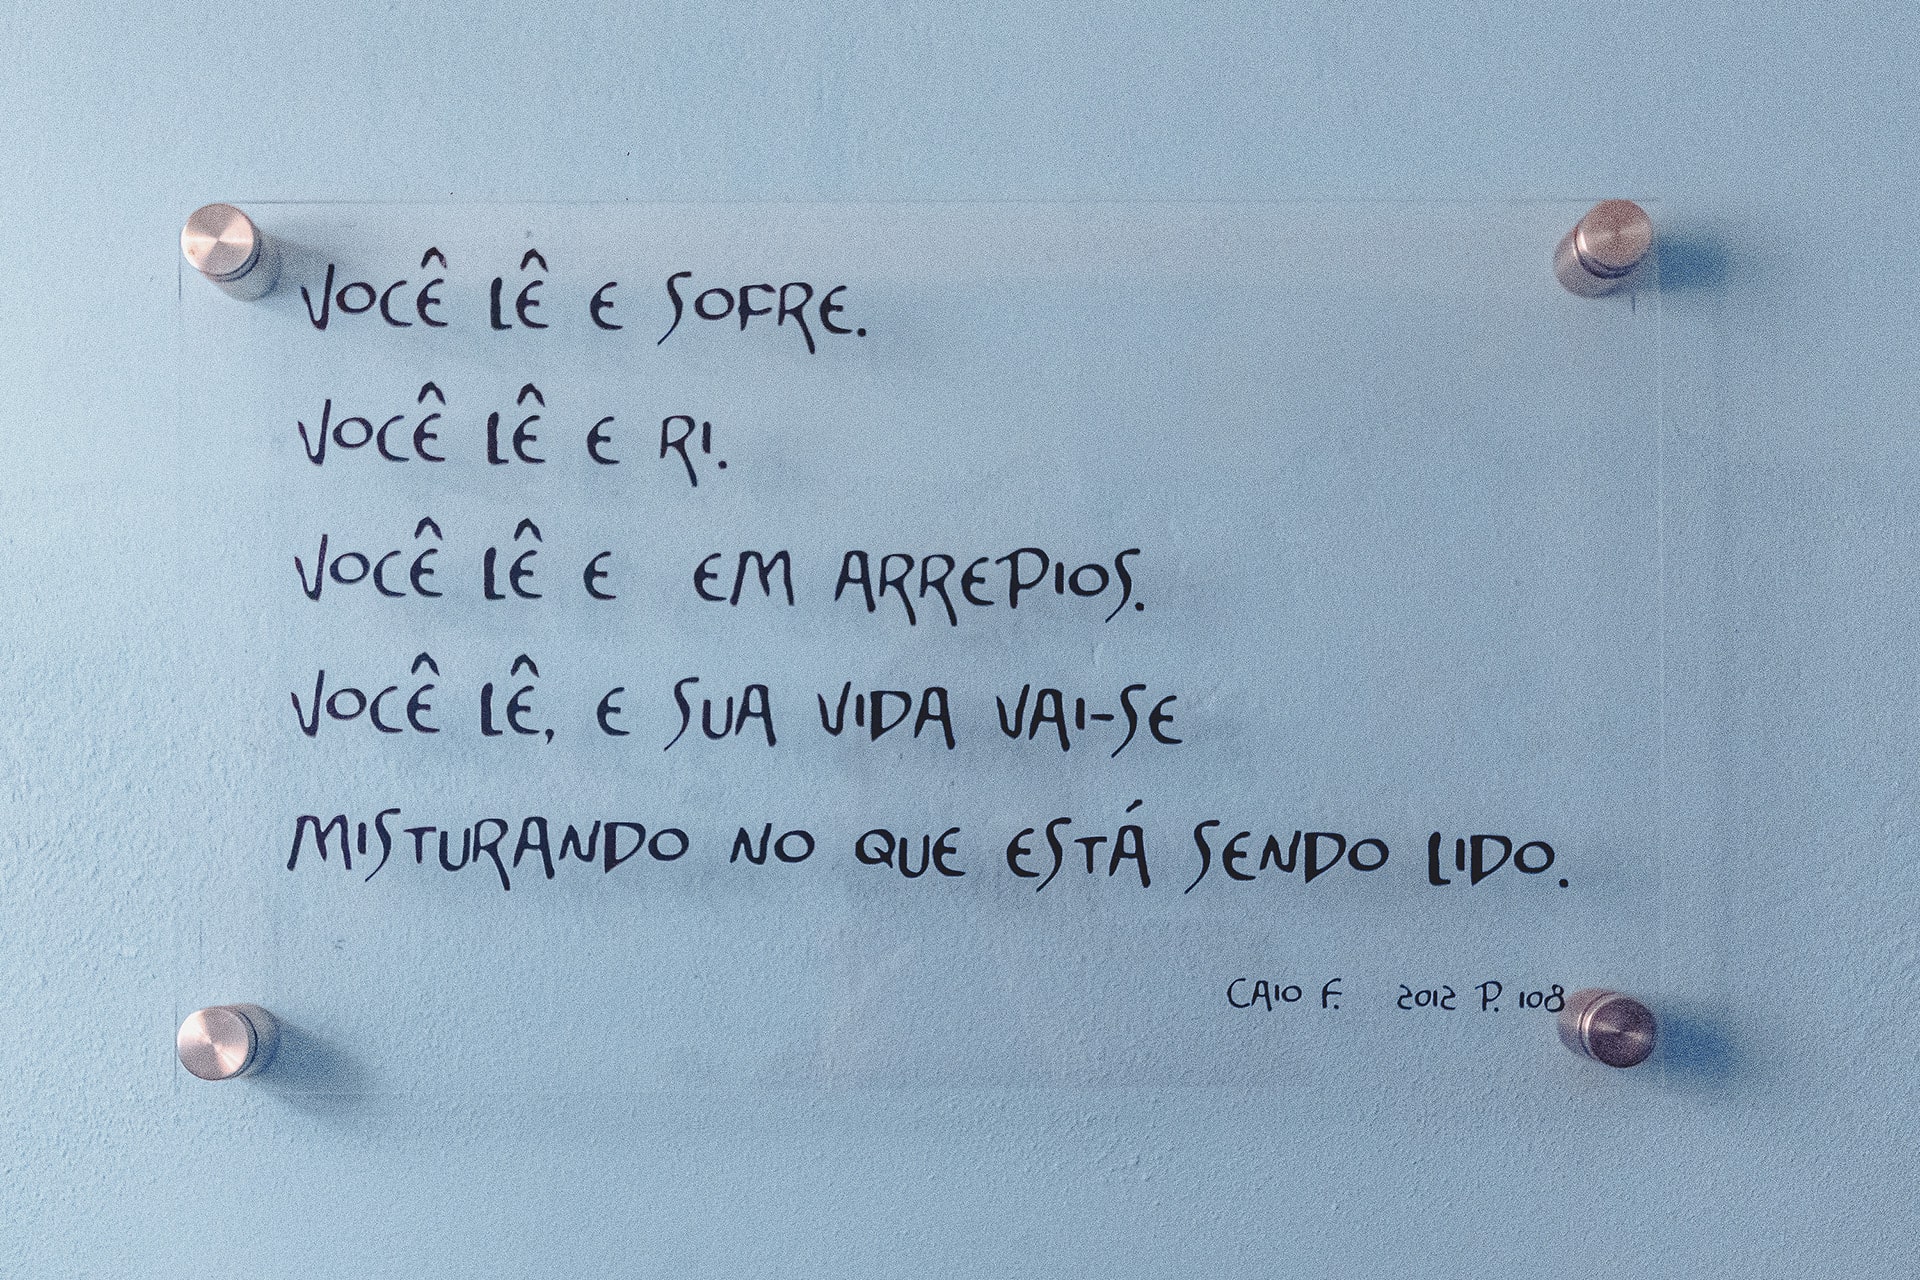 VOCÊ LÊ E SOFRE.
VOCÊ LÊ E RI.
VOCÊ LÊ E EM ARREPIOS.
VOCÊ LÊ, E SUA VIDA VAI-SE
MISTURANDO NO QUE ESTÁ SENDO LIDO.
CAIO F. 2012 P. 108